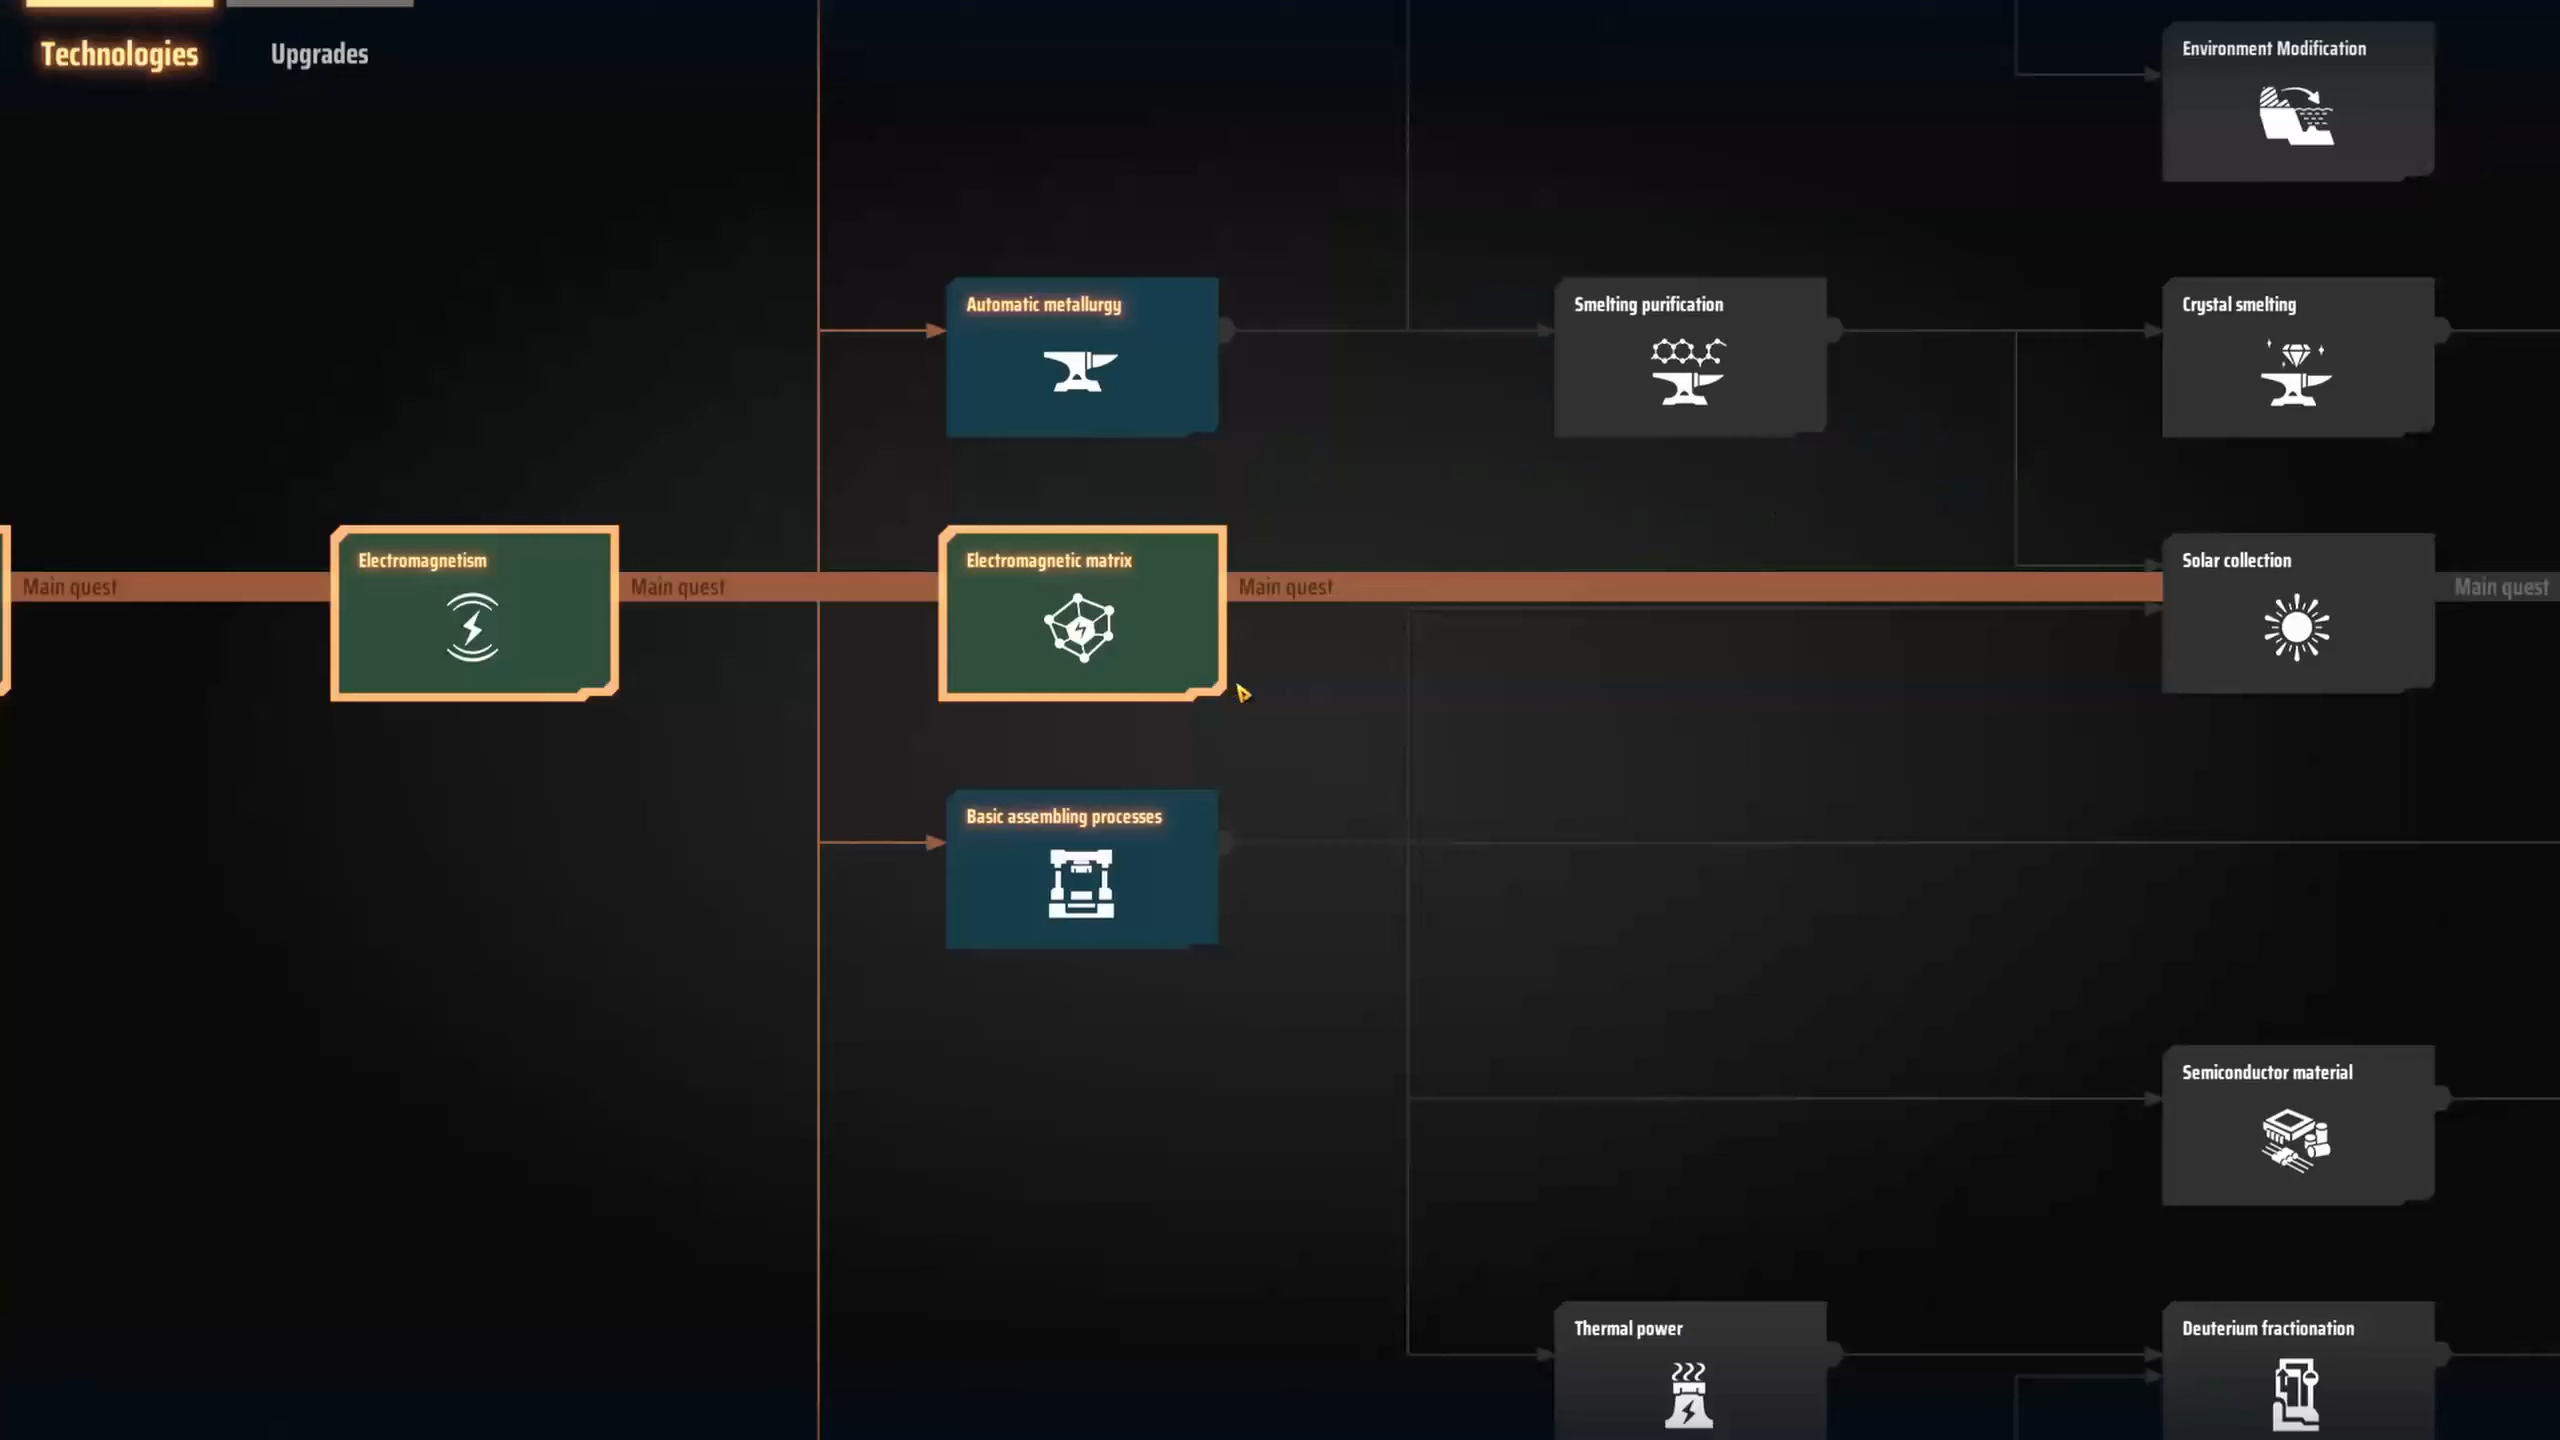 Technologies
Upgrades
Environment Modification
Automatic metallurgy
Smelting purification
Crystal smelting
Main quest
Electromagnetism
Main quest
Electromagnetic matrix
Main quest
Solar collection
Main quest
Basic assembling processes
Semiconductor material
Thermal power
Deuterium fractionation